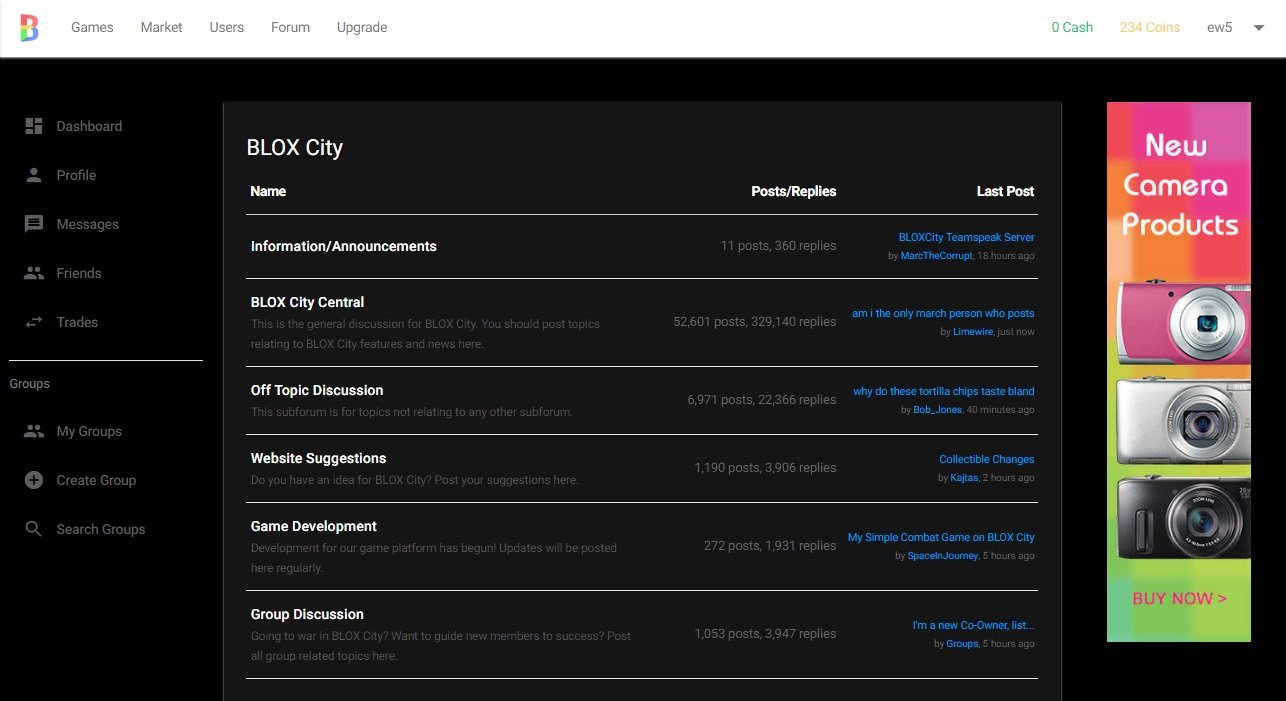 B Games Market Users Forum Upgrade 0 Cash 234 Coins ew5
Dashboard
Profile
Messages
Friends
Trades
Groups
My Groups
Create Group
Search Groups
BLOX City
Name Posts/Replies Last Post
Information/Announcements 11 posts, 360 replies BLOXCity Teamspeak Server
by MarcTheCorrupt, 18 hours ago
BLOX City Central
This is the general discussion for BLOX City. You should post topics
relating to BLOX City features and news here.
52,601 posts, 329,140 replies
am i the only march person who posts
by Limewire, just now
Off Topic Discussion
This subforum is for topics not relating to any other subforum.
6,971 posts, 22,366 replies
why do these tortilla chips taste bland
by Bob_Jones, 40 minutes ago
Website Suggestions
Do you have an idea for BLOX City? Post your suggestions here.
1,190 posts, 3,906 replies
Collectible Changes
by Kajtas, 2 hours ago
Game Development
Development for our game platform has begun! Updates will be posted
here regularly.
272 posts, 1,931 replies
My Simple Combat Game on BLOX City
by SpaceInJourney, 5 hours ago
Group Discussion
Going to war in BLOX City? Want to guide new members to success? Post
all group related topics here.
1,053 posts, 3,947 replies
I'm a new Co-Owner, list...
by Groups, 5 hours ago
New
Camera
Products
BUY NOW >